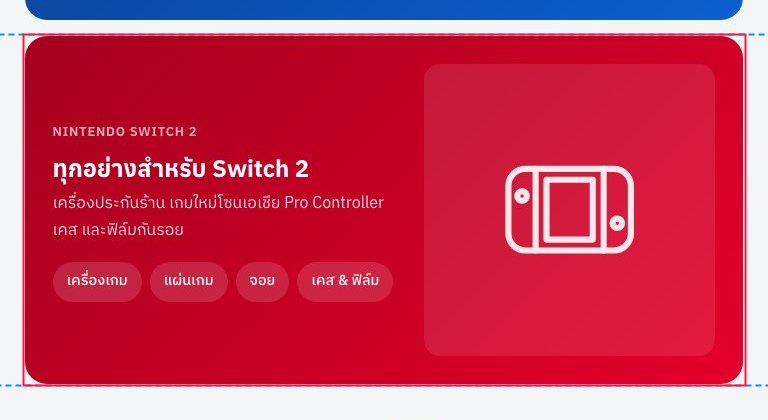 NINTENDO SWITCH 2
ทุกอย่างสำหรับ Switch 2
เครื่องประกันร้าน เกมใหม่โซนเอเชีย Pro Controller
เคส และฟิล์มกันรอย
เครื่องเกม
แผ่นเกม
จอย
เคส & ฟิล์ม